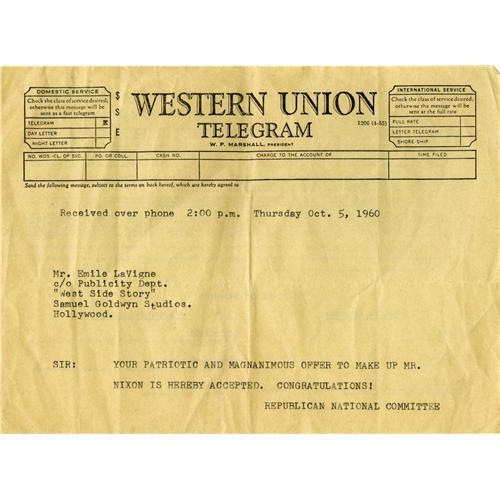 DOMESTIC SERVICE
Check the class of service desired;
otherwise this message will be
sent as a fast telegram
TELEGRAM X
DAY LETTER
NIGHT LETTER
$
S
E
WESTERN UNION
TELEGRAM
1206 (4-55)
W. P. MARSHALL, PRESIDENT
INTERNATIONAL SERVICE
Check the class of service desired;
otherwise this message will be
sent at the full rate
FULL RATE
LETTER TELEGRAM
SHORE-SHIP
NO. WDS.-CL. OF SVC. PD. OR COLL. CASH NO. CHARGE TO THE ACCOUNT OF TIME FILED
Send the following message, subject to the terms on back hereof, which are hereby agreed to
Received over phone 2:00 p.m. Thursday Oct. 5, 1960
Mr. Emile LaVigne
c/o Publicity Dept.
"West Side Story"
Samuel Goldwyn Studios.
Hollywood.
SIR: YOUR PATRIOTIC AND MAGNANIMOUS OFFER TO MAKE UP MR.
NIXON IS HEREBY ACCEPTED. CONGRATULATIONS!
REPUBLICAN NATIONAL COMMITTEE